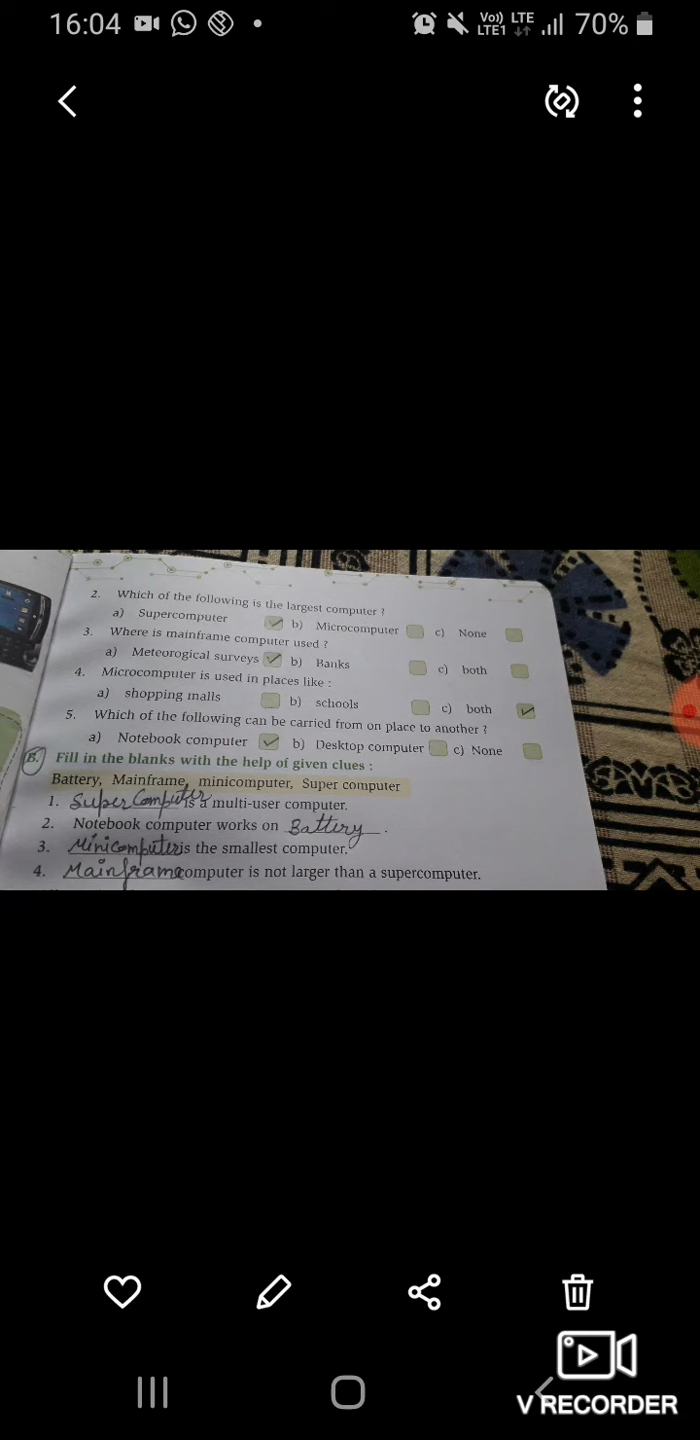 16:04
Vo)) LTE
LTE1
70%
2. Which of the following is the largest computer ?
a) Supercomputer b) Microcomputer c) None
3. Where is mainframe computer used ?
a) Meteorogical surveys b) Banks c) both
4. Microcomputer is used in places like :
a) shopping malls b) schools c) both
5. Which of the following can be carried from on place to another ?
a) Notebook computer b) Desktop computer c) None
B. Fill in the blanks with the help of given clues :
Battery, Mainframe, minicomputer, Super computer
1. Super Computer is a multi-user computer.
2. Notebook computer works on Battery.
3. Minicomputer is the smallest computer.
4. Mainframe computer is not larger than a supercomputer.
V RECORDER